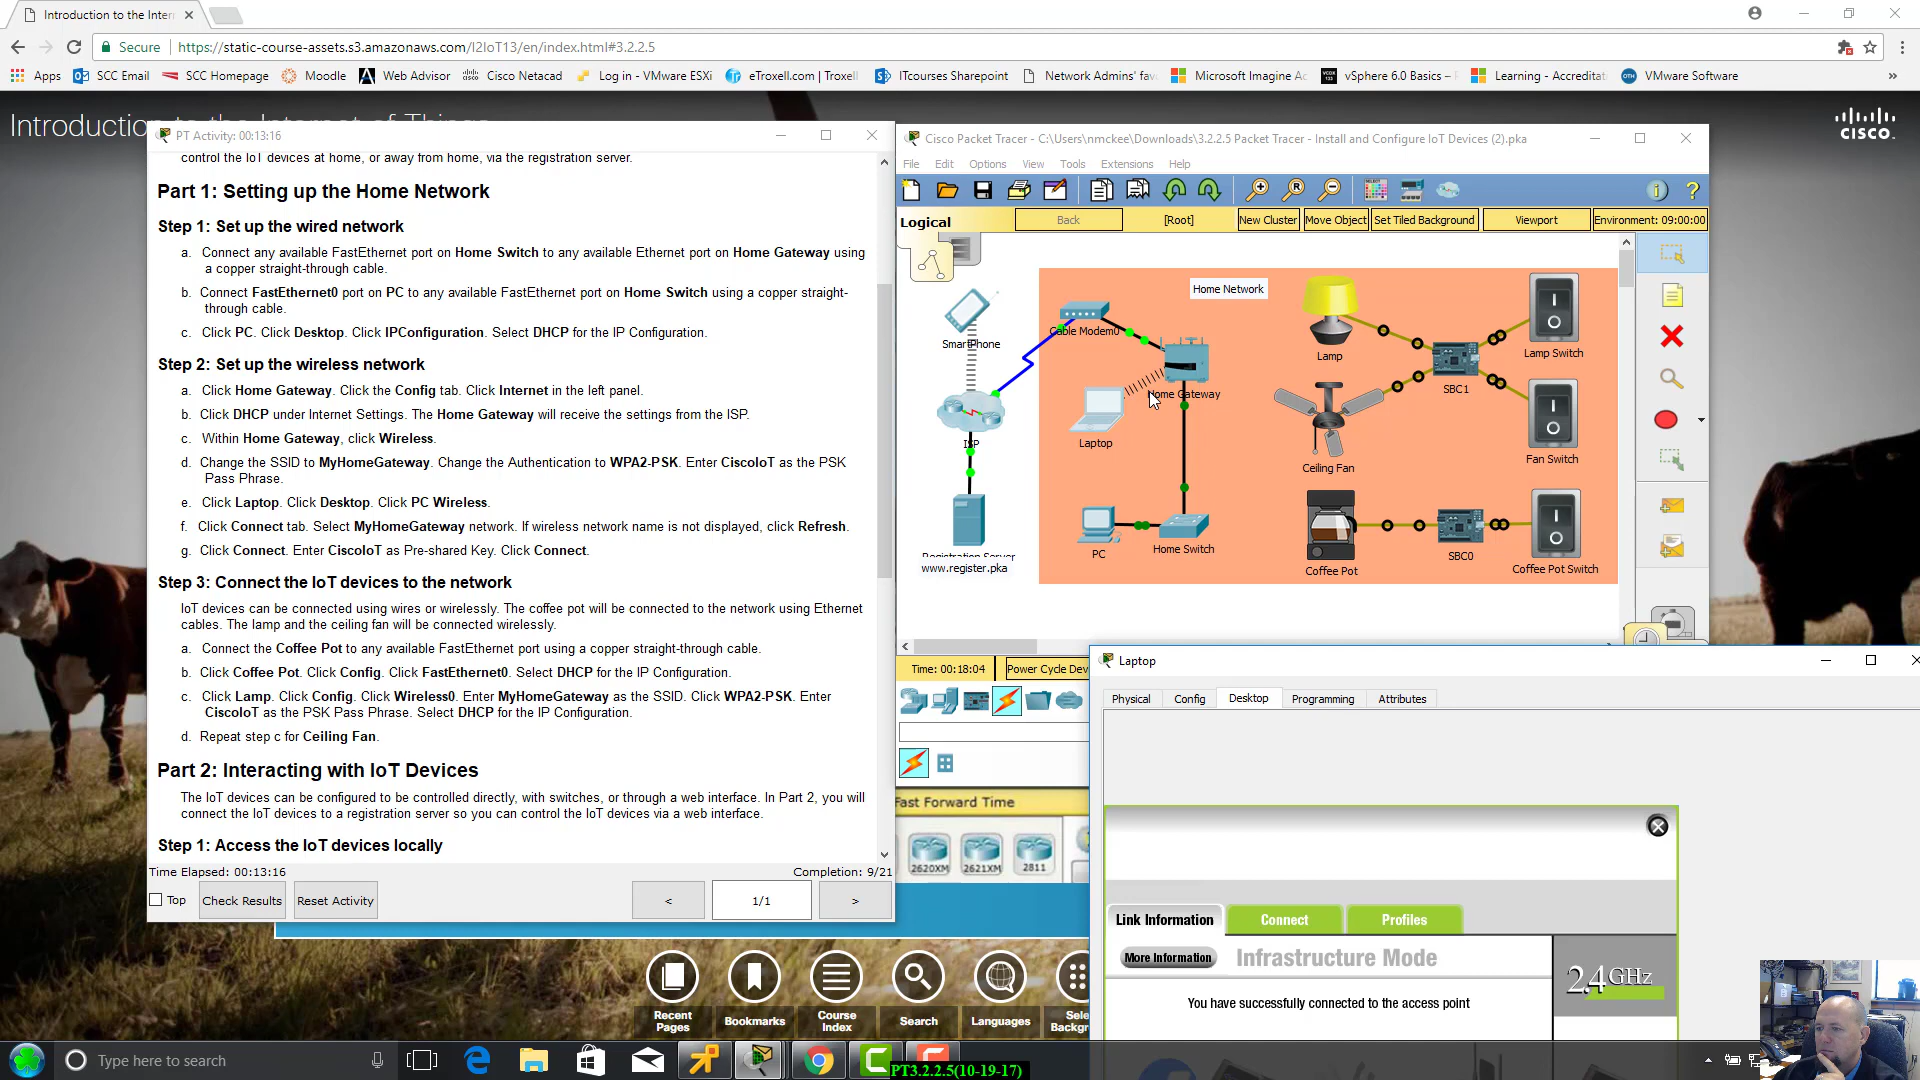 Introduction to the Inter
Secure
https://static-course-assets.s3.amazonaws.com/I2IoT13/en/index.html#3.2.2.5
Apps
SCC Email
SCC Homepage
Moodle
Web Advisor
Cisco Netacad
Log in - VMware ESXi
eTroxell.com | Troxell
ITcourses Sharepoint
Network Admins' fav
Microsoft Imagine Ac
vSphere 6.0 Basics –
Learning - Accreditat
VMware Software
»
Introduction to the Internet of Things
CISCO
PT Activity: 00:13:16
control the IoT devices at home, or away from home, via the registration server.
Part 1: Setting up the Home Network
Step 1: Set up the wired network
a. Connect any available FastEthernet port on Home Switch to any available Ethernet port on Home Gateway using
a copper straight-through cable.
b. Connect FastEthernet0 port on PC to any available FastEthernet port on Home Switch using a copper straight-
through cable.
c. Click PC. Click Desktop. Click IPConfiguration. Select DHCP for the IP Configuration.
Step 2: Set up the wireless network
a. Click Home Gateway. Click the Config tab. Click Internet in the left panel.
b. Click DHCP under Internet Settings. The Home Gateway will receive the settings from the ISP.
c. Within Home Gateway, click Wireless.
d. Change the SSID to MyHomeGateway. Change the Authentication to WPA2-PSK. Enter CiscoIoT as the PSK
Pass Phrase.
e. Click Laptop. Click Desktop. Click PC Wireless.
f. Click Connect tab. Select MyHomeGateway network. If wireless network name is not displayed, click Refresh.
g. Click Connect. Enter CiscoIoT as Pre-shared Key. Click Connect.
Step 3: Connect the IoT devices to the network
IoT devices can be connected using wires or wirelessly. The coffee pot will be connected to the network using Ethernet
cables. The lamp and the ceiling fan will be connected wirelessly.
a. Connect the Coffee Pot to any available FastEthernet port using a copper straight-through cable.
b. Click Coffee Pot. Click Config. Click FastEthernet0. Select DHCP for the IP Configuration.
c. Click Lamp. Click Config. Click Wireless0. Enter MyHomeGateway as the SSID. Click WPA2-PSK. Enter
CiscoIoT as the PSK Pass Phrase. Select DHCP for the IP Configuration.
d. Repeat step c for Ceiling Fan.
Part 2: Interacting with IoT Devices
The IoT devices can be configured to be controlled directly, with switches, or through a web interface. In Part 2, you will
connect the IoT devices to a registration server so you can control the IoT devices via a web interface.
Step 1: Access the IoT devices locally
Time Elapsed: 00:13:16
Completion: 9/21
Top
Check Results
Reset Activity
<
1/1
>
Cisco Packet Tracer - C:\Users\nmckee\Downloads\3.2.2.5 Packet Tracer - Install and Configure IoT Devices (2).pka
File Edit Options View Tools Extensions Help
Logical
Back
[Root]
New Cluster
Move Object
Set Tiled Background
Viewport
Environment: 09:00:00
Home Network
SmartPhone
Cable Modem0
Home Gateway
Laptop
ISP
PC
Home Switch
Registration Server
www.register.pka
Lamp
SBC1
Lamp Switch
Ceiling Fan
Fan Switch
Coffee Pot
SBC0
Coffee Pot Switch
Time: 00:18:04
Power Cycle Dev
Fast Forward Time
2620XM
2621XM
2811
Laptop
Physical
Config
Desktop
Programming
Attributes
Link Information
Connect
Profiles
More Information
Infrastructure Mode
2,4GHz
You have successfully connected to the access point
Recent
Pages
Bookmarks
Course
Index
Search
Languages
Sele
Backgr
Type here to search
PT3.2.2.5(10-19-17)